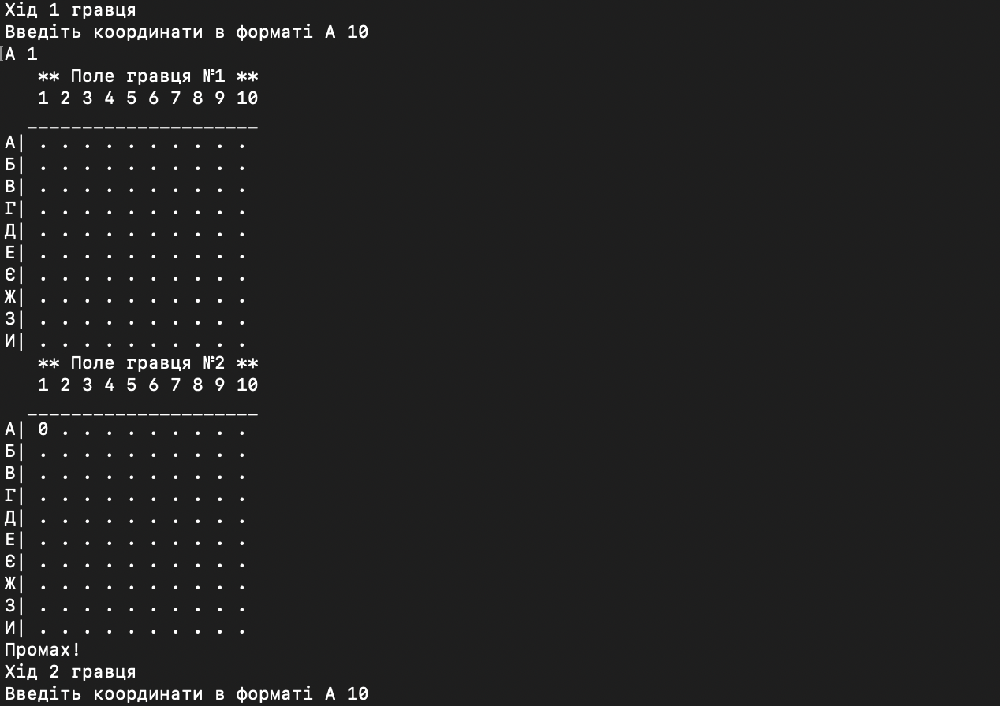 Хід 1 гравця
Введіть координати в форматі А 10
А 1
** Поле гравця №1 **
1 2 3 4 5 6 7 8 9 10
_____________________
А| . . . . . . . . . .
Б| . . . . . . . . . .
В| . . . . . . . . . .
Г| . . . . . . . . . .
Д| . . . . . . . . . .
Е| . . . . . . . . . .
Є| . . . . . . . . . .
Ж| . . . . . . . . . .
З| . . . . . . . . . .
И| . . . . . . . . . .
** Поле гравця №2 **
1 2 3 4 5 6 7 8 9 10
_____________________
А| 0 . . . . . . . . .
Б| . . . . . . . . . .
В| . . . . . . . . . .
Г| . . . . . . . . . .
Д| . . . . . . . . . .
Е| . . . . . . . . . .
Є| . . . . . . . . . .
Ж| . . . . . . . . . .
З| . . . . . . . . . .
И| . . . . . . . . . .
Промах!
Хід 2 гравця
Введіть координати в форматі А 10